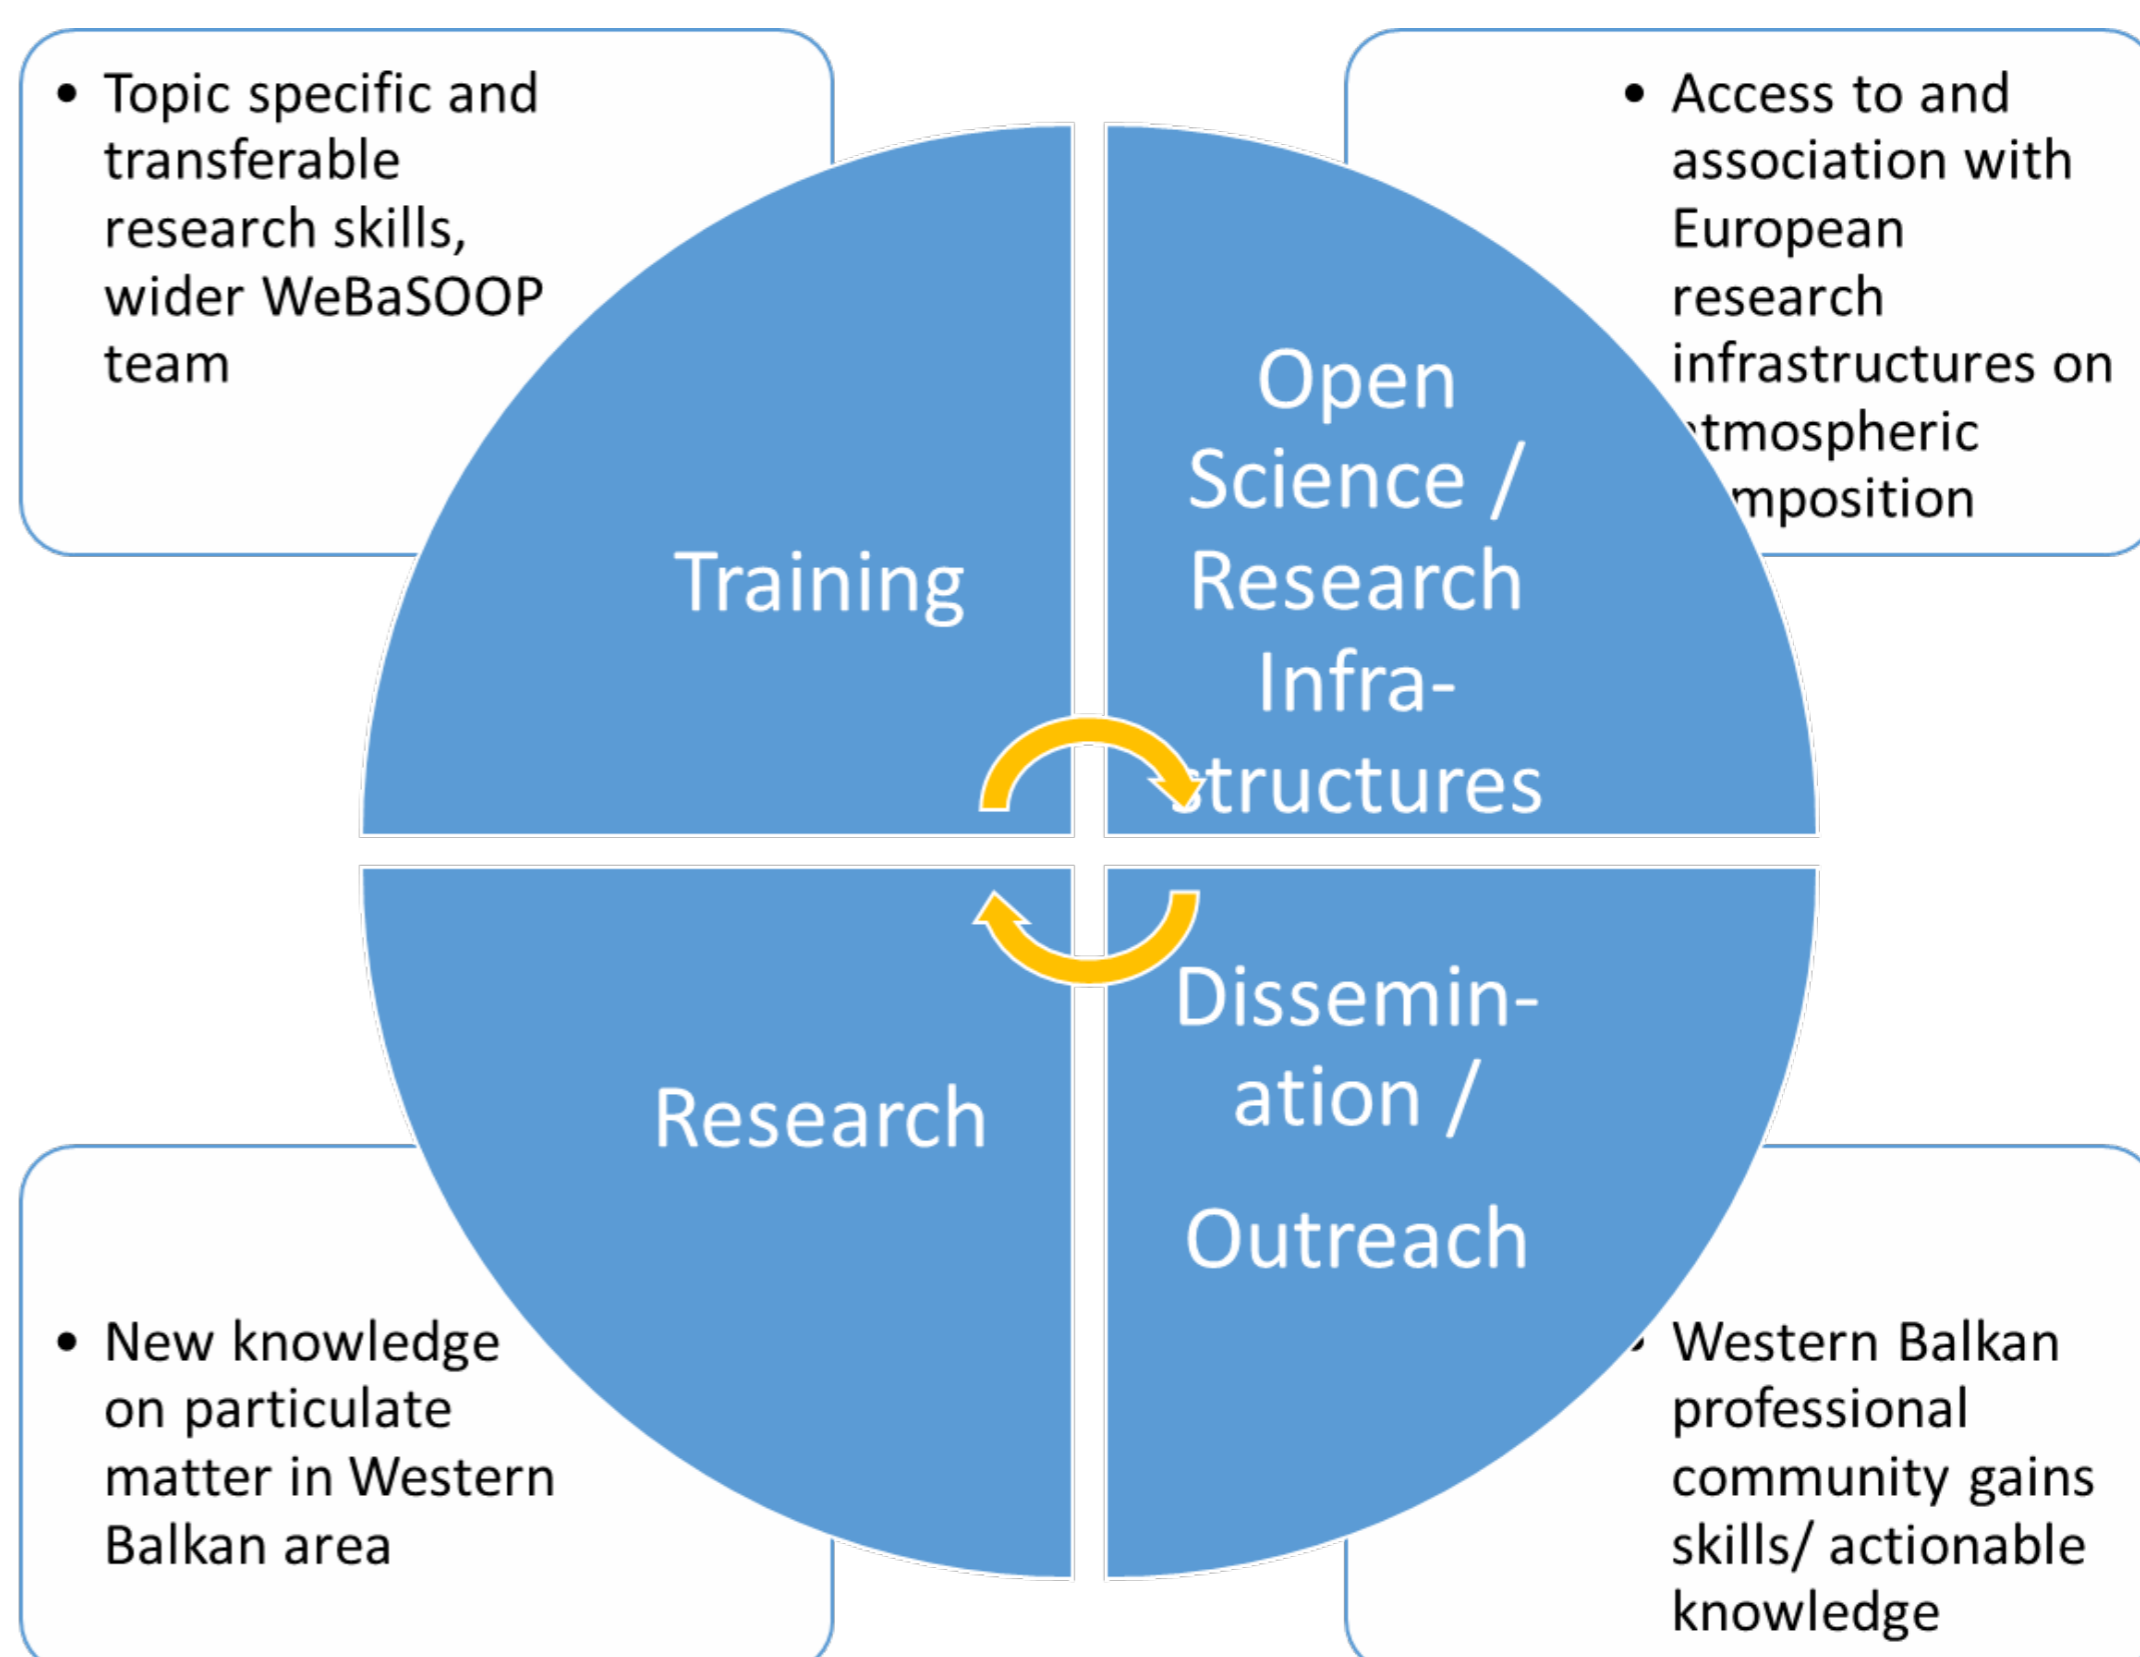 • Topic specific and
transferable
research skills,
wider WeBaSOOP
team
• Access to and
association with
European
research
infrastructures on
tmospheric
mposition
Training
Open
Science /
Research
Infra-
structures
Research
Dissemin-
ation /
Outreach
• New knowledge
on particulate
matter in Western
Balkan area
• Western Balkan
professional
community gains
skills/ actionable
knowledge